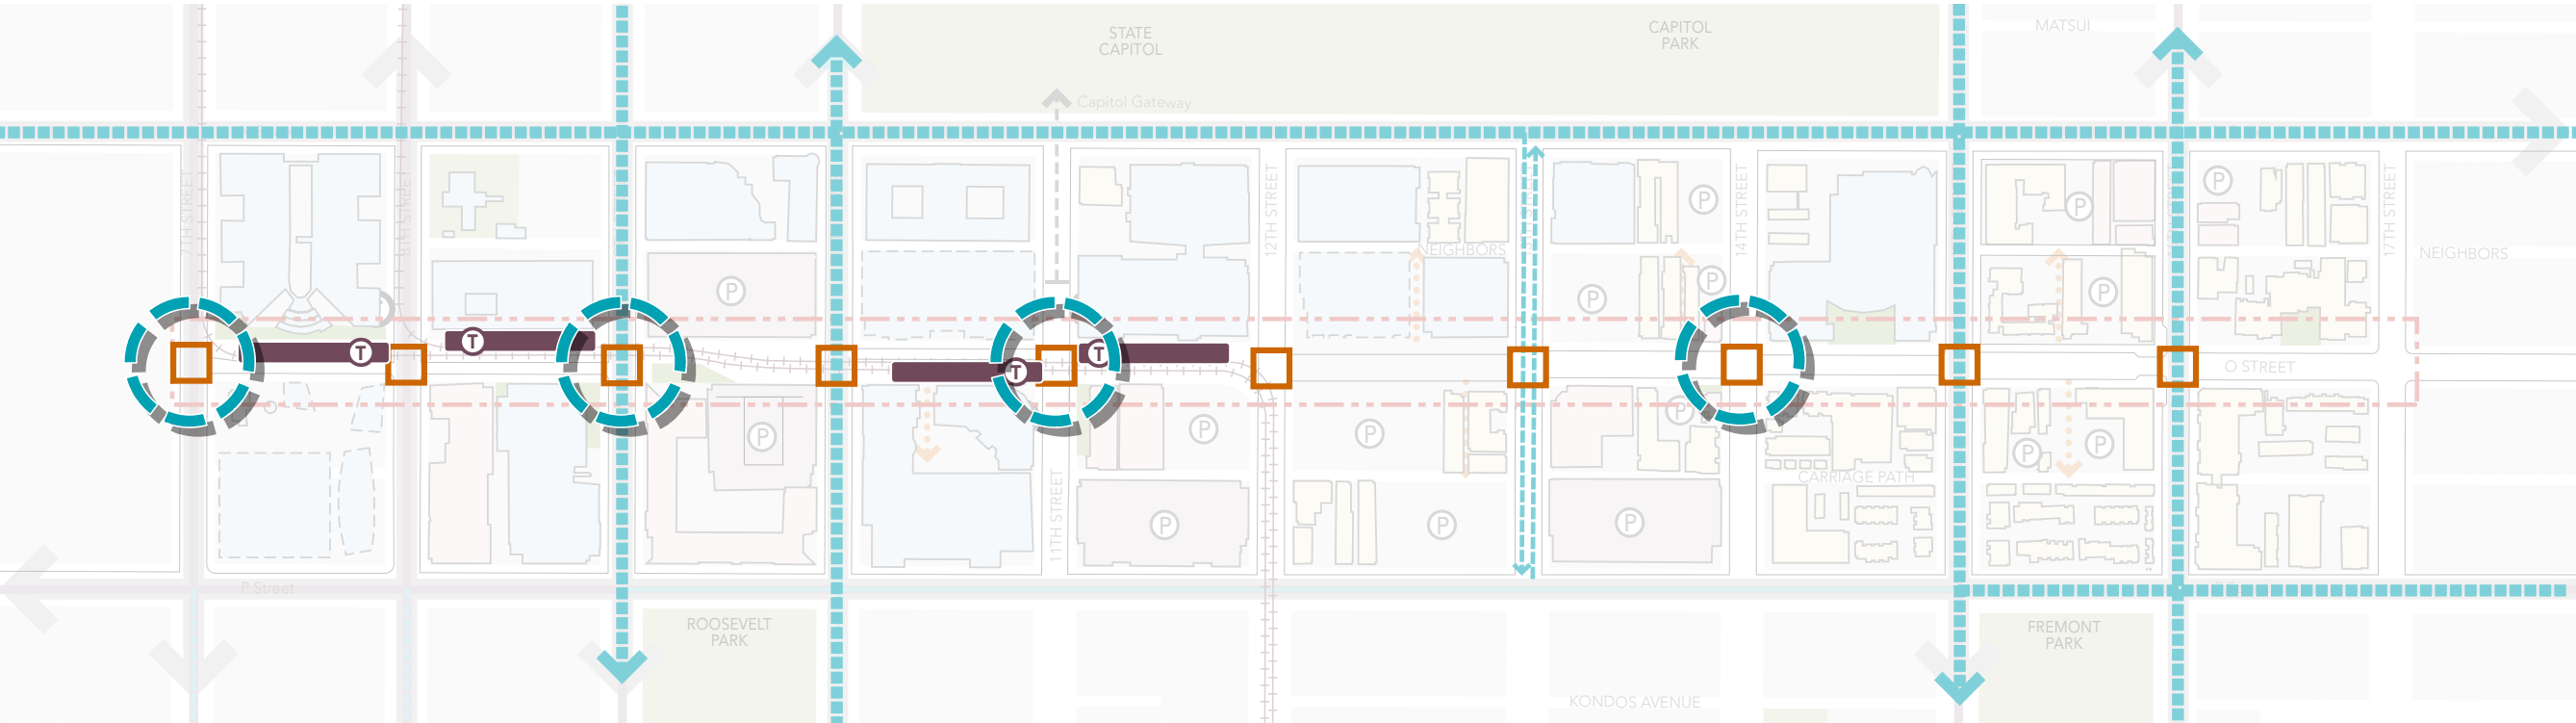 STATE
CAPITOL
CAPITOL
PARK
MATSUI
Capitol Gateway
7TH STREET
8TH STREET
12TH STREET
14TH STREET
17TH STREET
P
P
P
P
NEIGHBORS
NEIGHBORS
P
P
P
P
T
T
T
T
O STREET
P
P
P
P
P
P
P
CARRIAGE PATH
11TH STREET
P
P
P
P Street
ROOSEVELT
PARK
FREMONT
PARK
KONDOS AVENUE